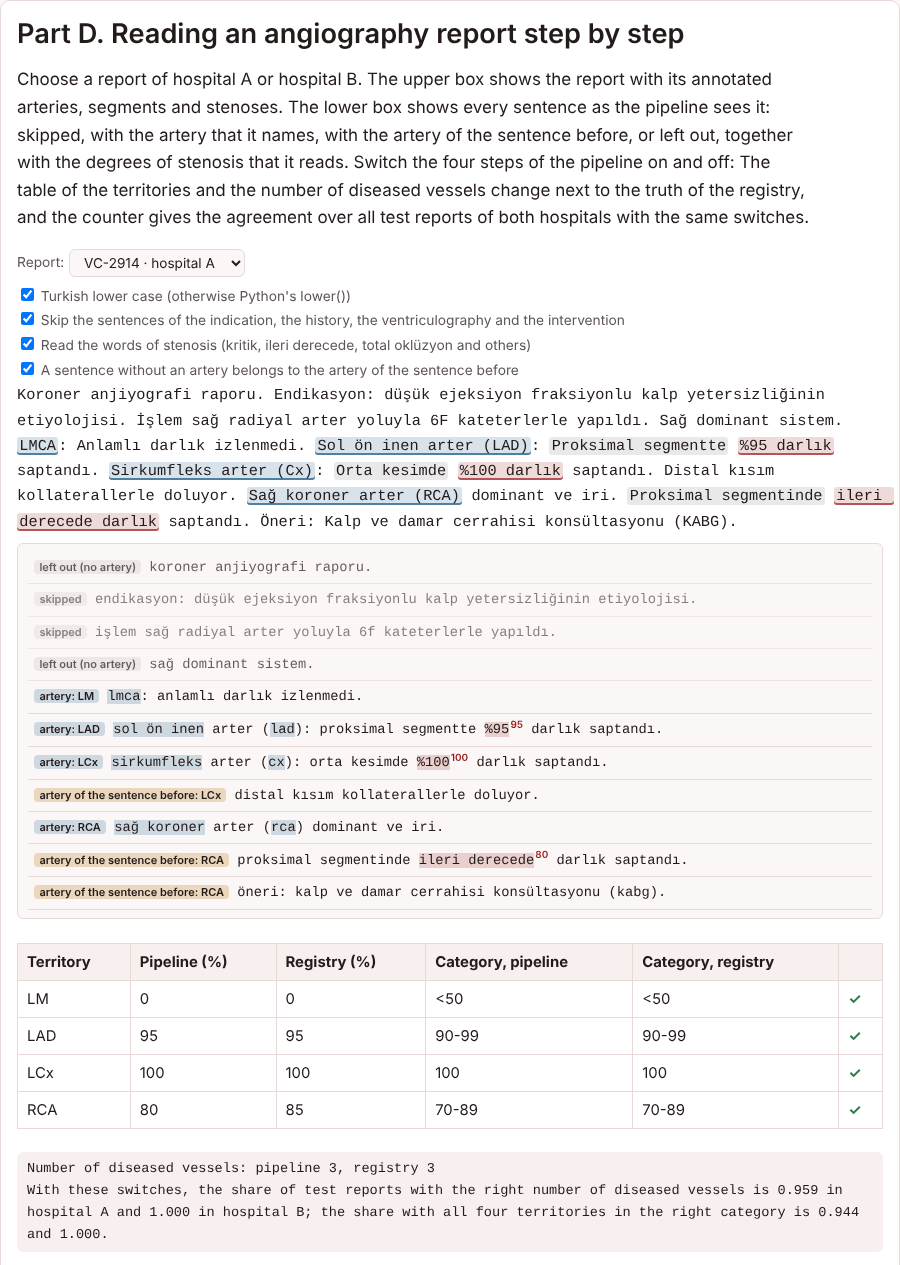 Part D. Reading an angiography report step by step
Choose a report of hospital A or hospital B. The upper box shows the report with its annotated
arteries, segments and stenoses. The lower box shows every sentence as the pipeline sees it:
skipped, with the artery that it names, with the artery of the sentence before, or left out, together
with the degrees of stenosis that it reads. Switch the four steps of the pipeline on and off: The
table of the territories and the number of diseased vessels change next to the truth of the registry,
and the counter gives the agreement over all test reports of both hospitals with the same switches.
Report: VC-2914 · hospital A
Turkish lower case (otherwise Python's lower())
Skip the sentences of the indication, the history, the ventriculography and the intervention
Read the words of stenosis (kritik, ileri derecede, total oklüzyon and others)
A sentence without an artery belongs to the artery of the sentence before
Koroner anjiyografi raporu. Endikasyon: düşük ejeksiyon fraksiyonlu kalp yetersizliğinin
etiyolojisi. İşlem sağ radiyal arter yoluyla 6F kateterlerle yapıldı. Sağ dominant sistem.
LMCA: Anlamlı darlık izlenmedi. Sol ön inen arter (LAD): Proksimal segmentte %95 darlık
saptandı. Sirkumfleks arter (Cx): Orta kesimde %100 darlık saptandı. Distal kısım
kollaterallerle doluyor. Sağ koroner arter (RCA) dominant ve iri. Proksimal segmentinde ileri
derecede darlık saptandı. Öneri: Kalp ve damar cerrahisi konsültasyonu (KABG).
left out (no artery) koroner anjiyografi raporu.
skipped endikasyon: düşük ejeksiyon fraksiyonlu kalp yetersizliğinin etiyolojisi.
skipped işlem sağ radiyal arter yoluyla 6f kateterlerle yapıldı.
left out (no artery) sağ dominant sistem.
artery: LM lmca: anlamlı darlık izlenmedi.
artery: LAD sol ön inen arter (lad): proksimal segmentte %95 95 darlık saptandı.
artery: LCx sirkumfleks arter (cx): orta kesimde %100 100 darlık saptandı.
artery of the sentence before: LCx distal kısım kollaterallerle doluyor.
artery: RCA sağ koroner arter (rca) dominant ve iri.
artery of the sentence before: RCA proksimal segmentinde ileri derecede 80 darlık saptandı.
artery of the sentence before: RCA öneri: kalp ve damar cerrahisi konsültasyonu (kabg).
Territory Pipeline (%) Registry (%) Category, pipeline Category, registry
LM 0 0 <50 <50 ✓
LAD 95 95 90-99 90-99 ✓
LCx 100 100 100 100 ✓
RCA 80 85 70-89 70-89 ✓
Number of diseased vessels: pipeline 3, registry 3
With these switches, the share of test reports with the right number of diseased vessels is 0.959 in
hospital A and 1.000 in hospital B; the share with all four territories in the right category is 0.944
and 1.000.